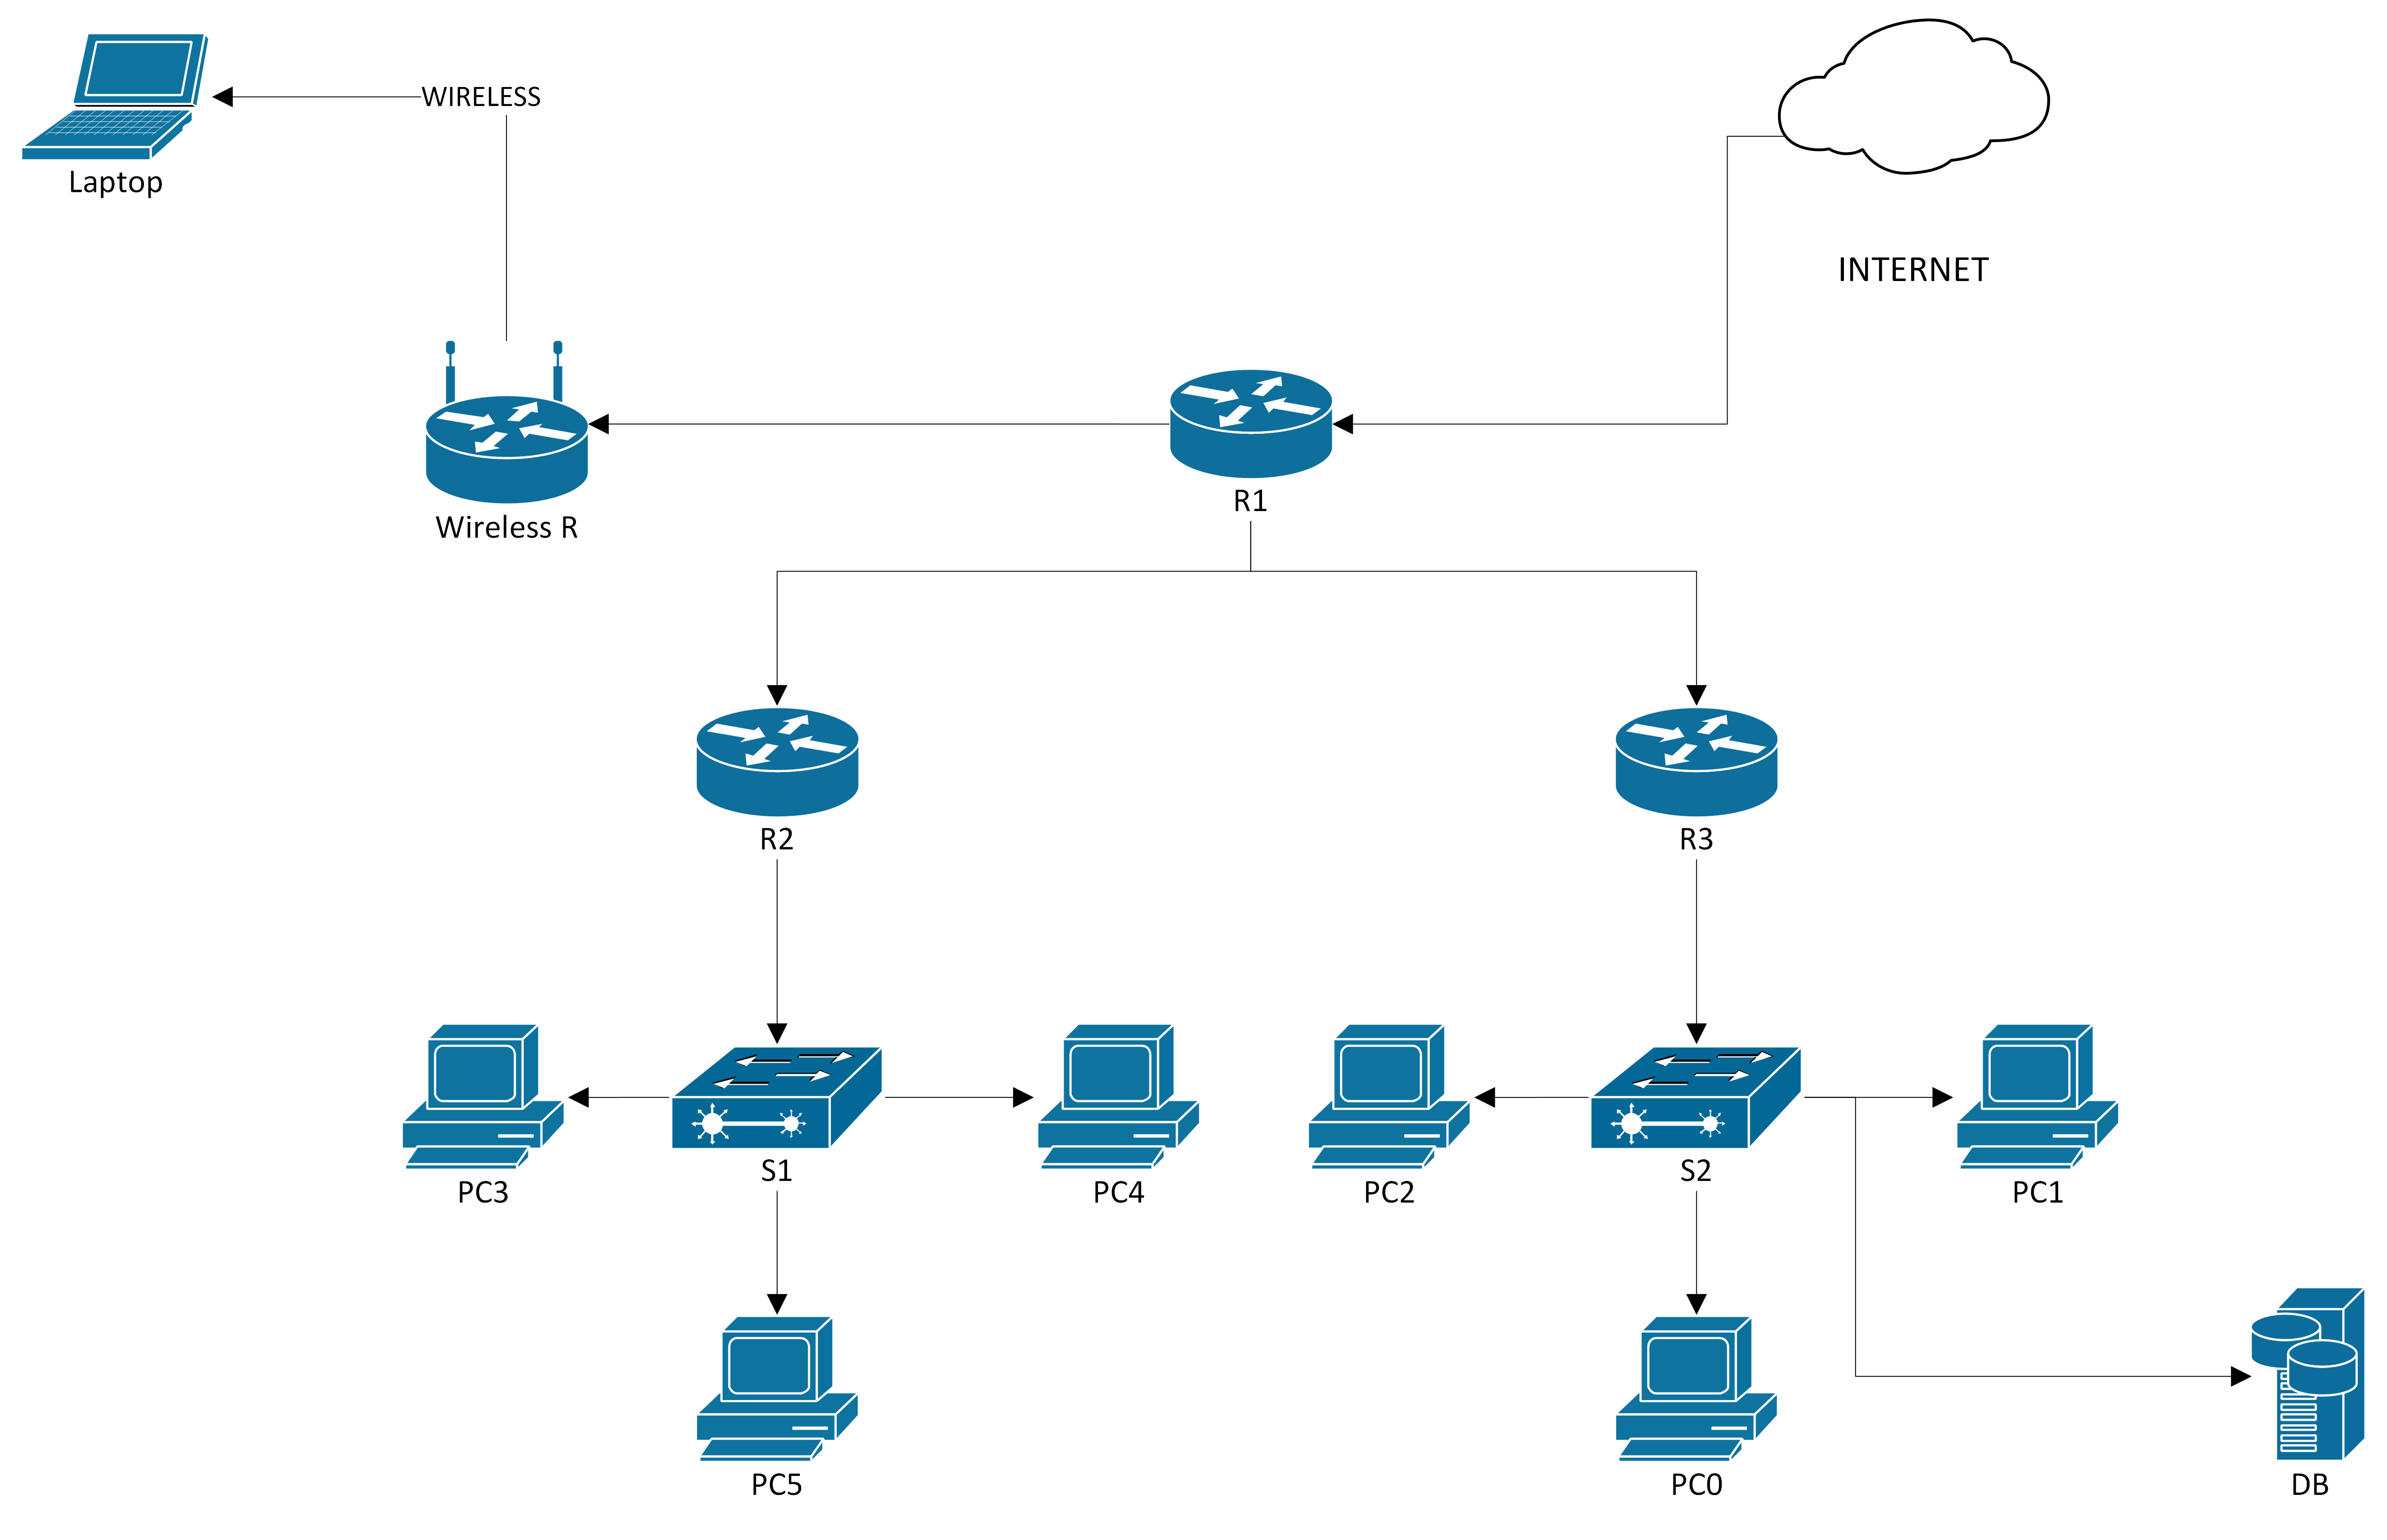 WIRELESS
Laptop
INTERNET
R1
Wireless R
R2
R3
S1
S2
PC3
PC4
PC2
PC1
PC5
PC0
DB